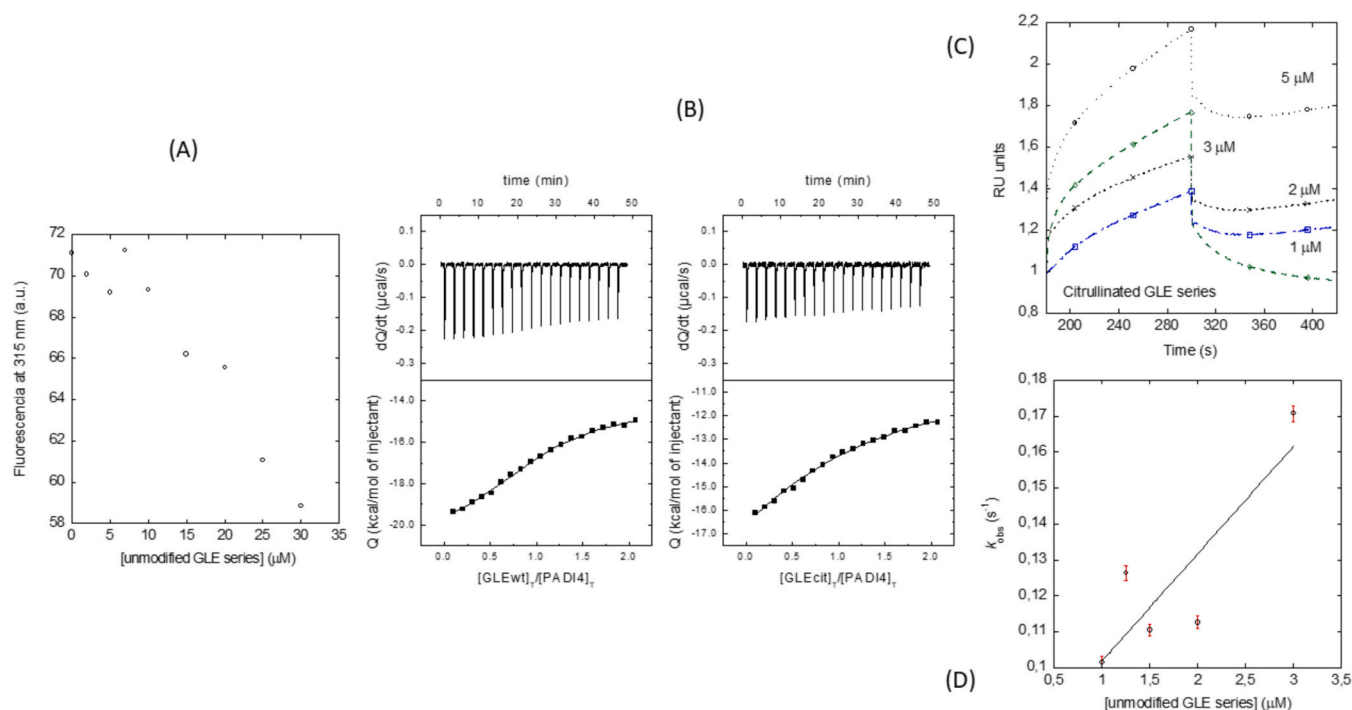 (A)
Fluorescencia at 315 nm (a.u.)
72
70
68
66
64
62
60
58
0 5 10 15 20 25 30 35
[unmodified GLE series] (μM)
(B)
time (min)
0 10 20 30 40 50
0.1
0.0
-0.1
-0.2
-0.3
dQ/dt (μcal/s)
-14.0
-16.0
-18.0
-20.0
Q (kcal/mol of injectant)
0.0 0.5 1.0 1.5 2.0
[GLEwt]T/[PADI4]T
time (min)
0 10 20 30 40 50
0.1
0.0
-0.1
-0.2
-0.3
dQ/dt (μcal/s)
-11.0
-12.0
-13.0
-14.0
-15.0
-16.0
-17.0
Q (kcal/mol of injectant)
0.0 0.5 1.0 1.5 2.0
[GLEcit]T/[PADI4]T
(C)
2,2
2
1,8
1,6
1,4
1,2
1
0,8
RU units
5 μM
3 μM
2 μM
1 μM
Citrullinated GLE series
200 240 280 320 360 400
Time (s)
0,18
0,17
0,16
0,15
0,14
0,13
0,12
0,11
0,1
kobs (s-1)
0,5 1 1,5 2 2,5 3 3,5
(D)
[unmodified GLE series] (μM)